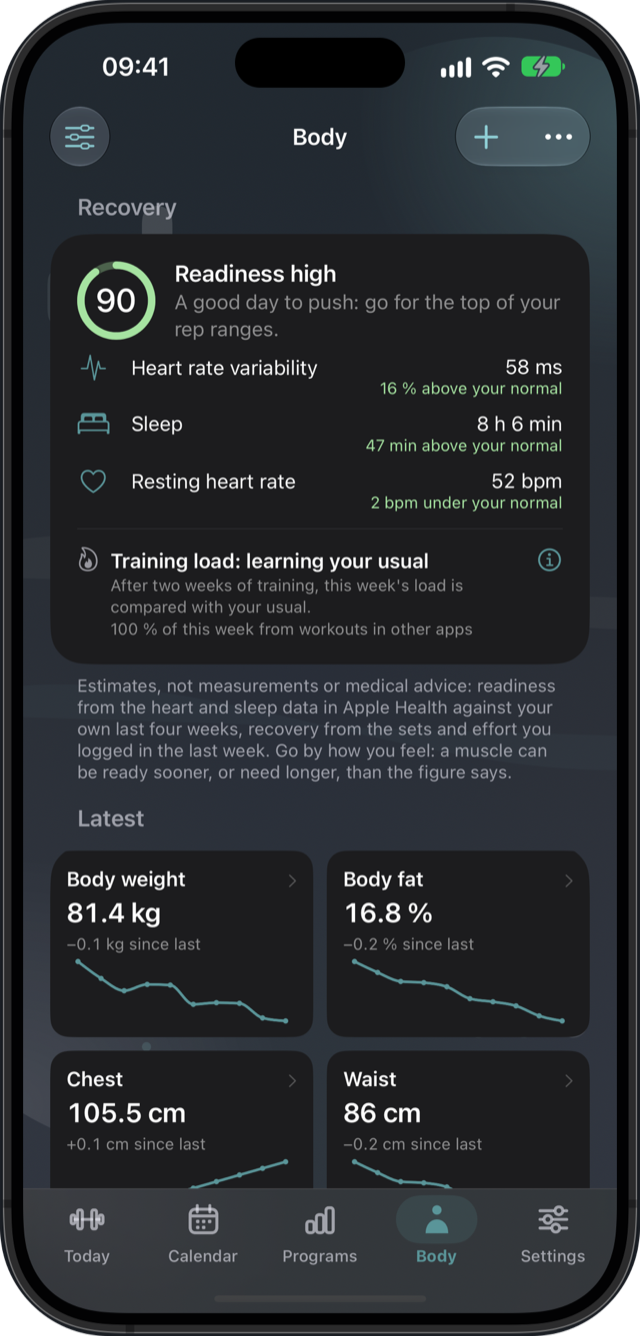 09:41
Body
Recovery
90
Readiness high
A good day to push: go for the top of your
rep ranges.
Heart rate variability
58 ms
16 % above your normal
Sleep
8 h 6 min
47 min above your normal
Resting heart rate
52 bpm
2 bpm under your normal
Training load: learning your usual
After two weeks of training, this week's load is
compared with your usual.
100 % of this week from workouts in other apps
Estimates, not measurements or medical advice: readiness
from the heart and sleep data in Apple Health against your
own last four weeks, recovery from the sets and effort you
logged in the last week. Go by how you feel: a muscle can
be ready sooner, or need longer, than the figure says.
Latest
Body weight
81.4 kg
−0.1 kg since last
Body fat
16.8 %
−0.2 % since last
Chest
105.5 cm
+0.1 cm since last
Waist
86 cm
−0.2 cm since last
Today
Calendar
Programs
Body
Settings